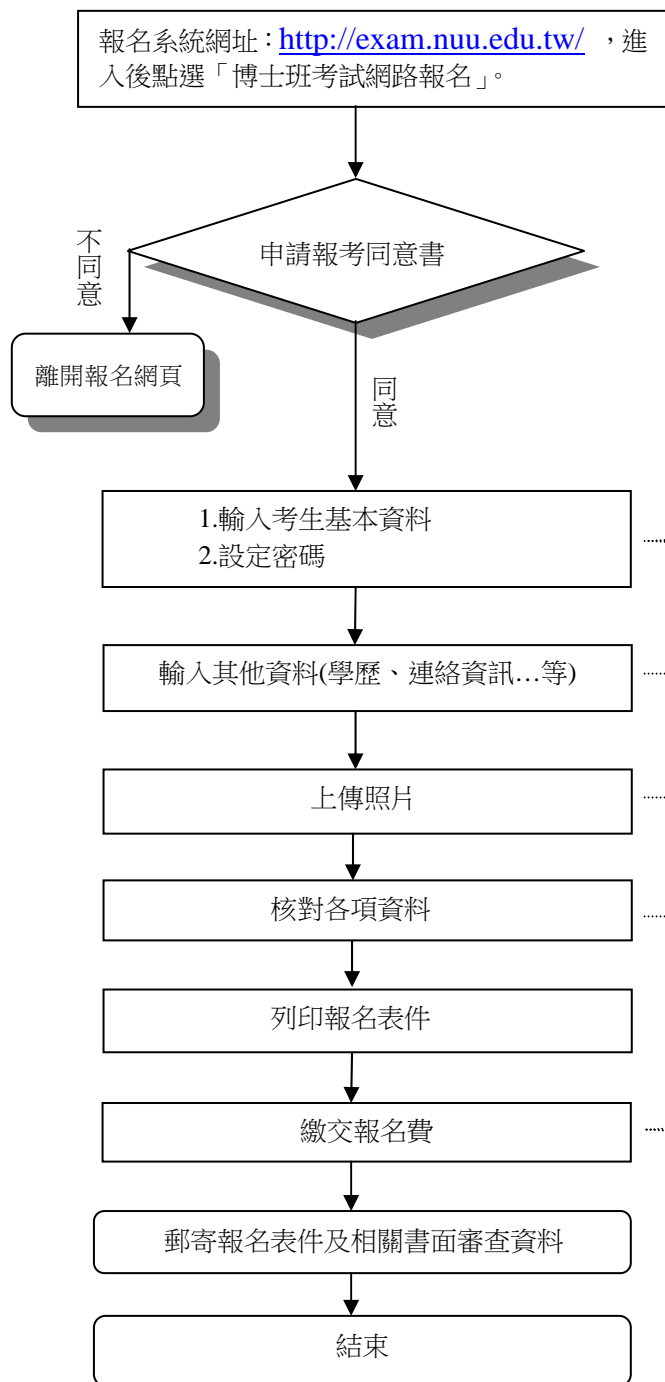 報名系統網址：http://exam.nuu.edu.tw/ ，進
入後點選「博士班考試網路報名」。
申請報考同意書
不同意
離開報名網頁
同意
1.輸入考生基本資料
2.設定密碼
輸入其他資料(學歷、連絡資訊…等)
上傳照片
核對各項資料
列印報名表件
繳交報名費
郵寄報名表件及相關書面審查資料
結束